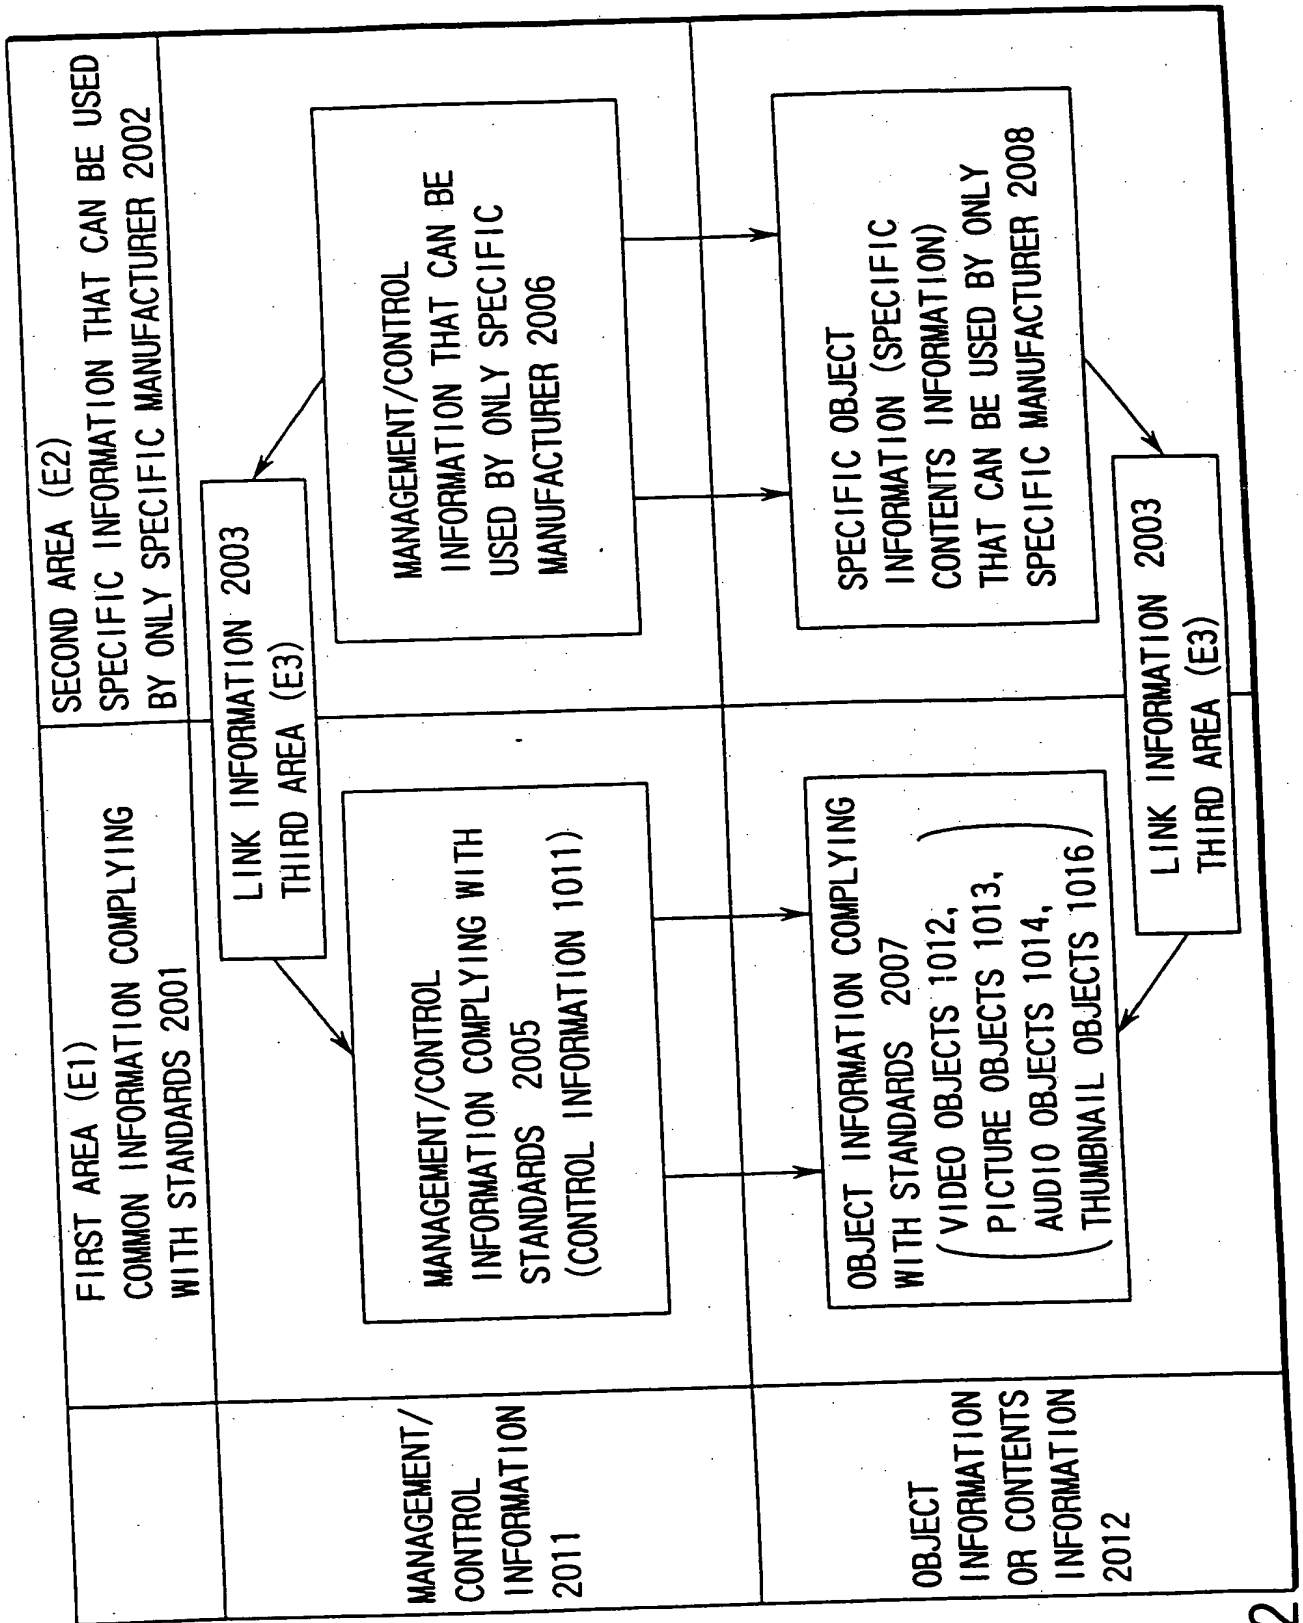 FIRST AREA (E1)
COMMON INFORMATION COMPLYING
WITH STANDARDS 2001
SECOND AREA (E2)
SPECIFIC INFORMATION THAT CAN BE USED
BY ONLY SPECIFIC MANUFACTURER 2002
MANAGEMENT/
CONTROL
INFORMATION
2011
LINK INFORMATION 2003
THIRD AREA (E3)
MANAGEMENT/CONTROL
INFORMATION COMPLYING WITH
STANDARDS 2005
(CONTROL INFORMATION 1011)
MANAGEMENT/CONTROL
INFORMATION THAT CAN BE
USED BY ONLY SPECIFIC
MANUFACTURER 2006
OBJECT
INFORMATION
OR CONTENTS
INFORMATION
2012
OBJECT INFORMATION COMPLYING
WITH STANDARDS 2007
(VIDEO OBJECTS 1012,
PICTURE OBJECTS 1013,
AUDIO OBJECTS 1014,
THUMBNAIL OBJECTS 1016)
SPECIFIC OBJECT
INFORMATION (SPECIFIC
CONTENTS INFORMATION)
THAT CAN BE USED BY ONLY
SPECIFIC MANUFACTURER 2008
LINK INFORMATION 2003
THIRD AREA (E3)
2